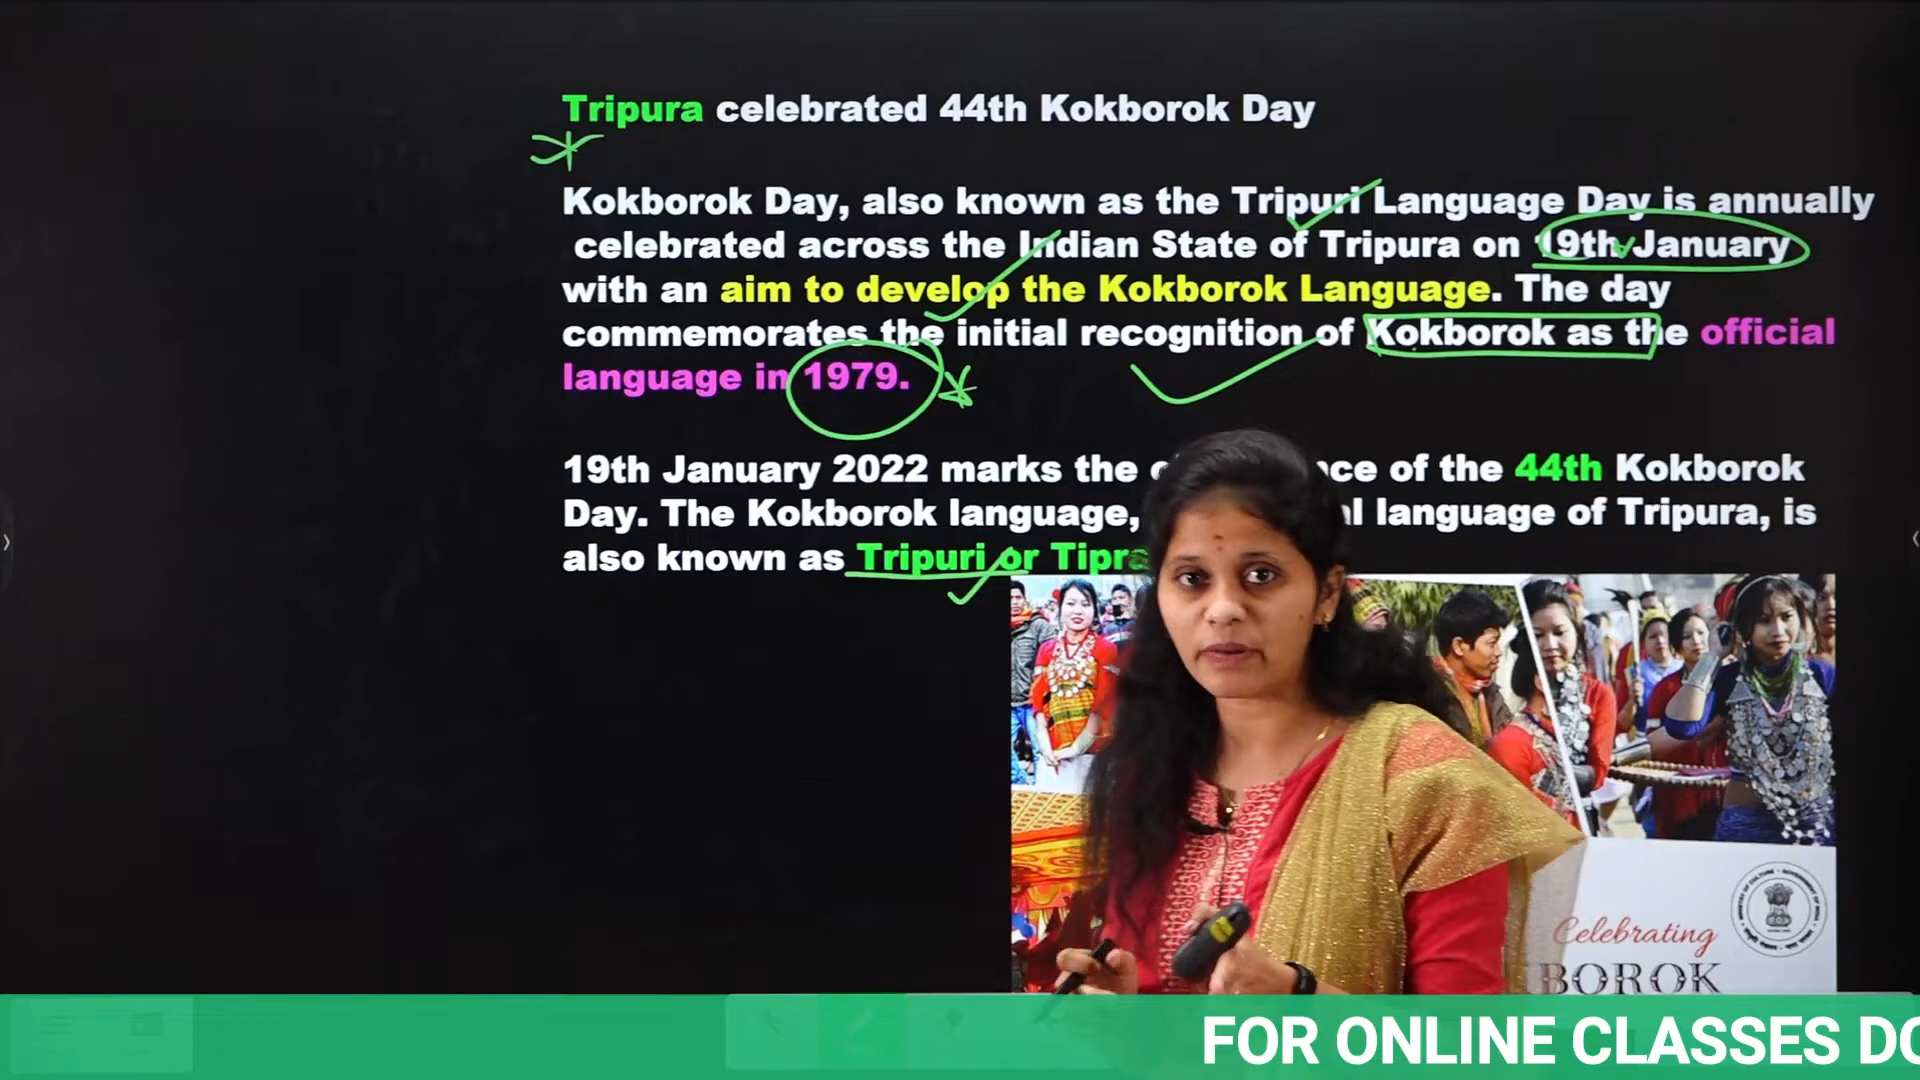 Tripura celebrated 44th Kokborok Day
Kokborok Day, also known as the Tripuri Language Day is annually
celebrated across the Indian State of Tripura on 19th January
with an aim to develop the Kokborok Language. The day
commemorates the initial recognition of Kokborok as the official
language in 1979.
19th January 2022 marks the of the 44th Kokborok
Day. The Kokborok language, language of Tripura, is
also known as Tripuri or
Celebrating
BOROK
FOR ONLINE CLASSES